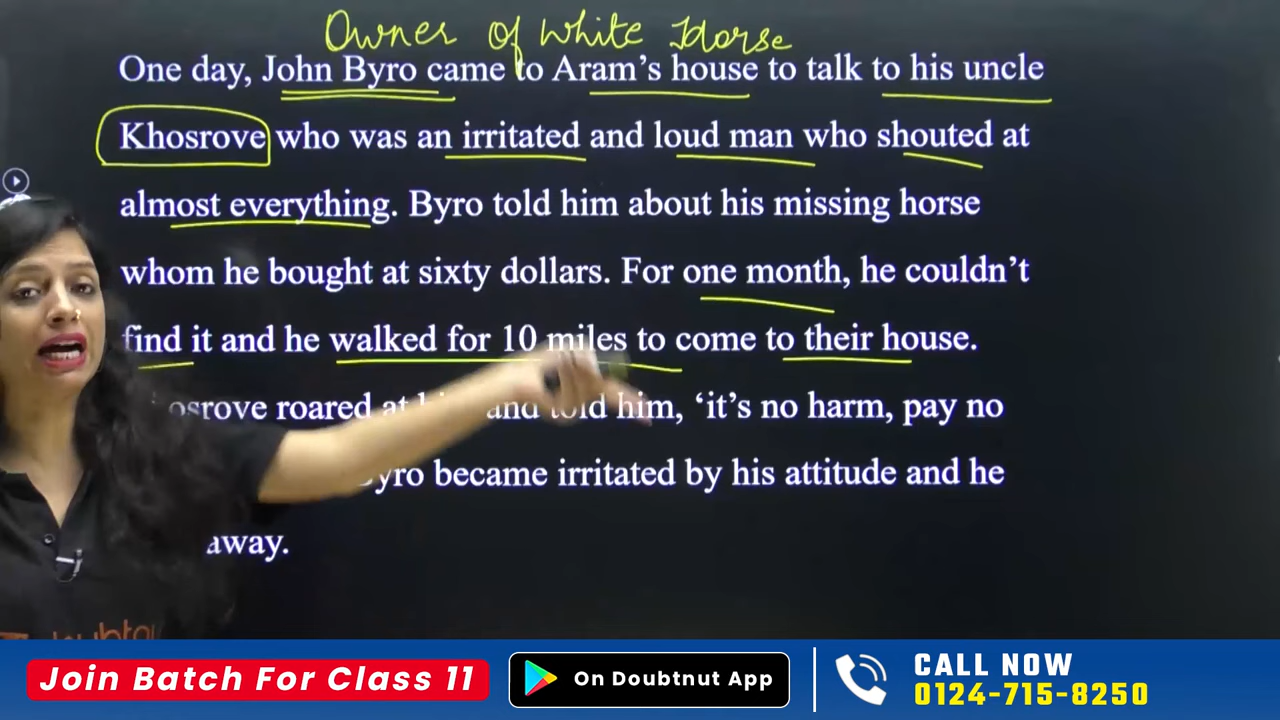 Owner of White Horse
One day, John Byro came to Aram's house to talk to his uncle
Khosrove who was an irritated and loud man who shouted at
almost everything. Byro told him about his missing horse
whom he bought at sixty dollars. For one month, he couldn't
find it and he walked for 10 miles to come to their house.
roared at and told him, 'it's no harm, pay no
Byro became irritated by his attitude and he
away.
Join Batch For Class 11
On Doubtnut App
CALL NOW
0124-715-8250